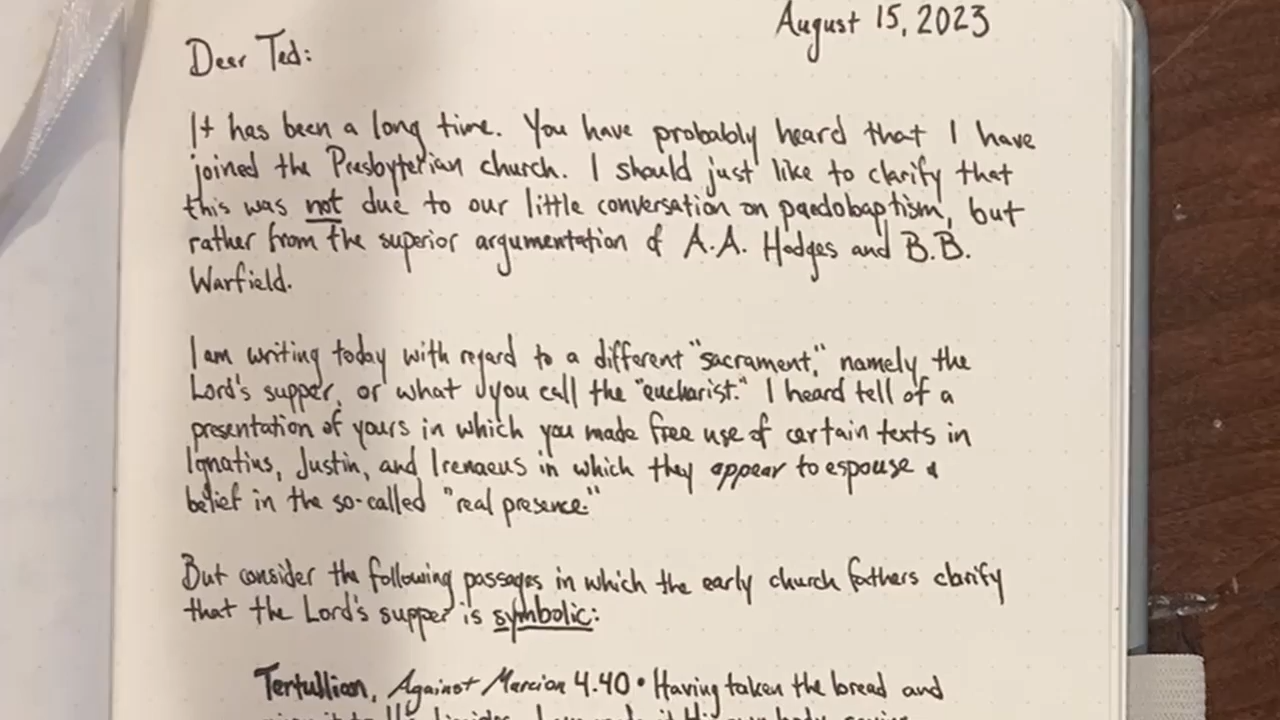 August 15, 2023
Dear Ted:
It has been a long time. You have probably heard that I have
joined the Presbyterian church. I should just like to clarify that
this was not due to our little conversation on paedobaptism, but
rather from the superior argumentation of A.A. Hodges and B.B.
Warfield.
I am writing today with regard to a different "sacrament," namely the
Lord's supper, or what you call the "eucharist." I heard tell of a
presentation of yours in which you made free use of certain texts in
Ignatius, Justin, and Irenaeus in which they appear to espouse a
belief in the so-called "real presence."
But consider the following passages in which the early church fathers clarify
that the Lord's supper is symbolic:
Tertullian, Against Marcion 4.40 • Having taken the bread and